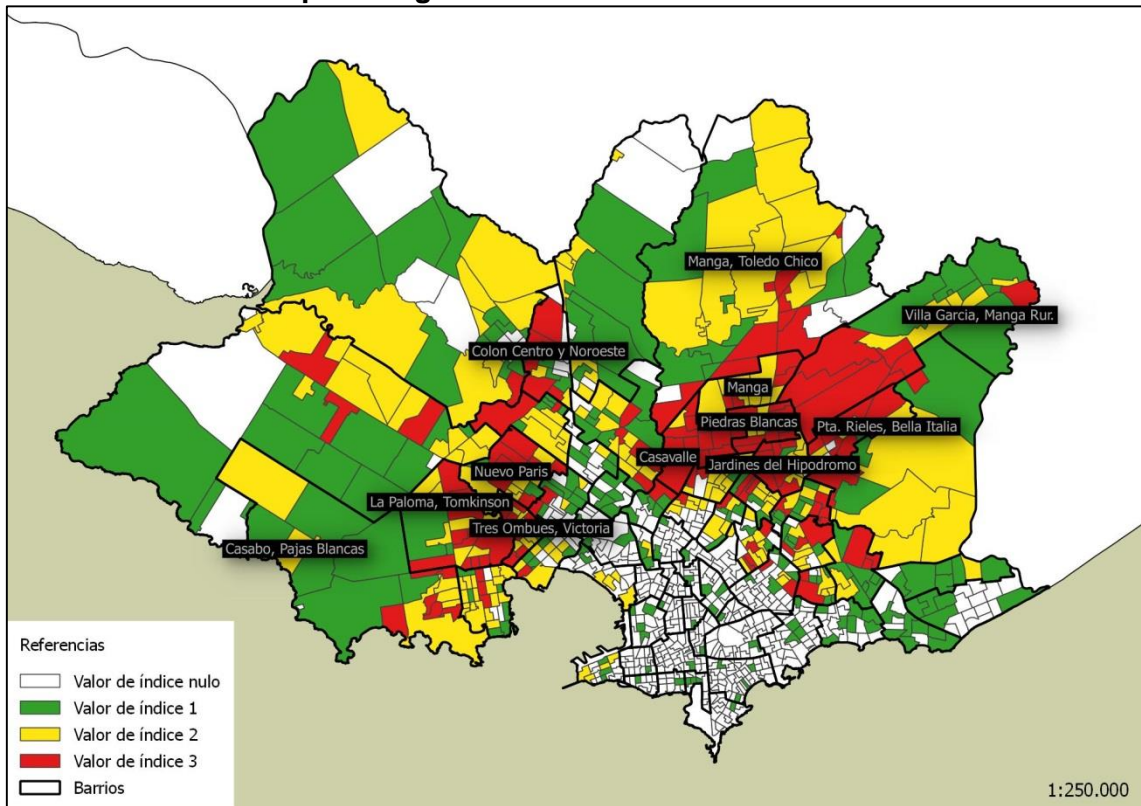 Manga, Toledo Chico
Villa Garcia, Manga Rur.
Colon Centro y Noroeste
Manga
Piedras Blancas
Pta. Rieles, Bella Italia
Casavalle
Jardines del Hipodromo
Nuevo Paris
La Paloma, Tomkinson
Tres Ombues, Victoria
Casabo, Pajas Blancas
Referencias
Valor de índice nulo
Valor de índice 1
Valor de índice 2
Valor de índice 3
Barrios
1:250.000